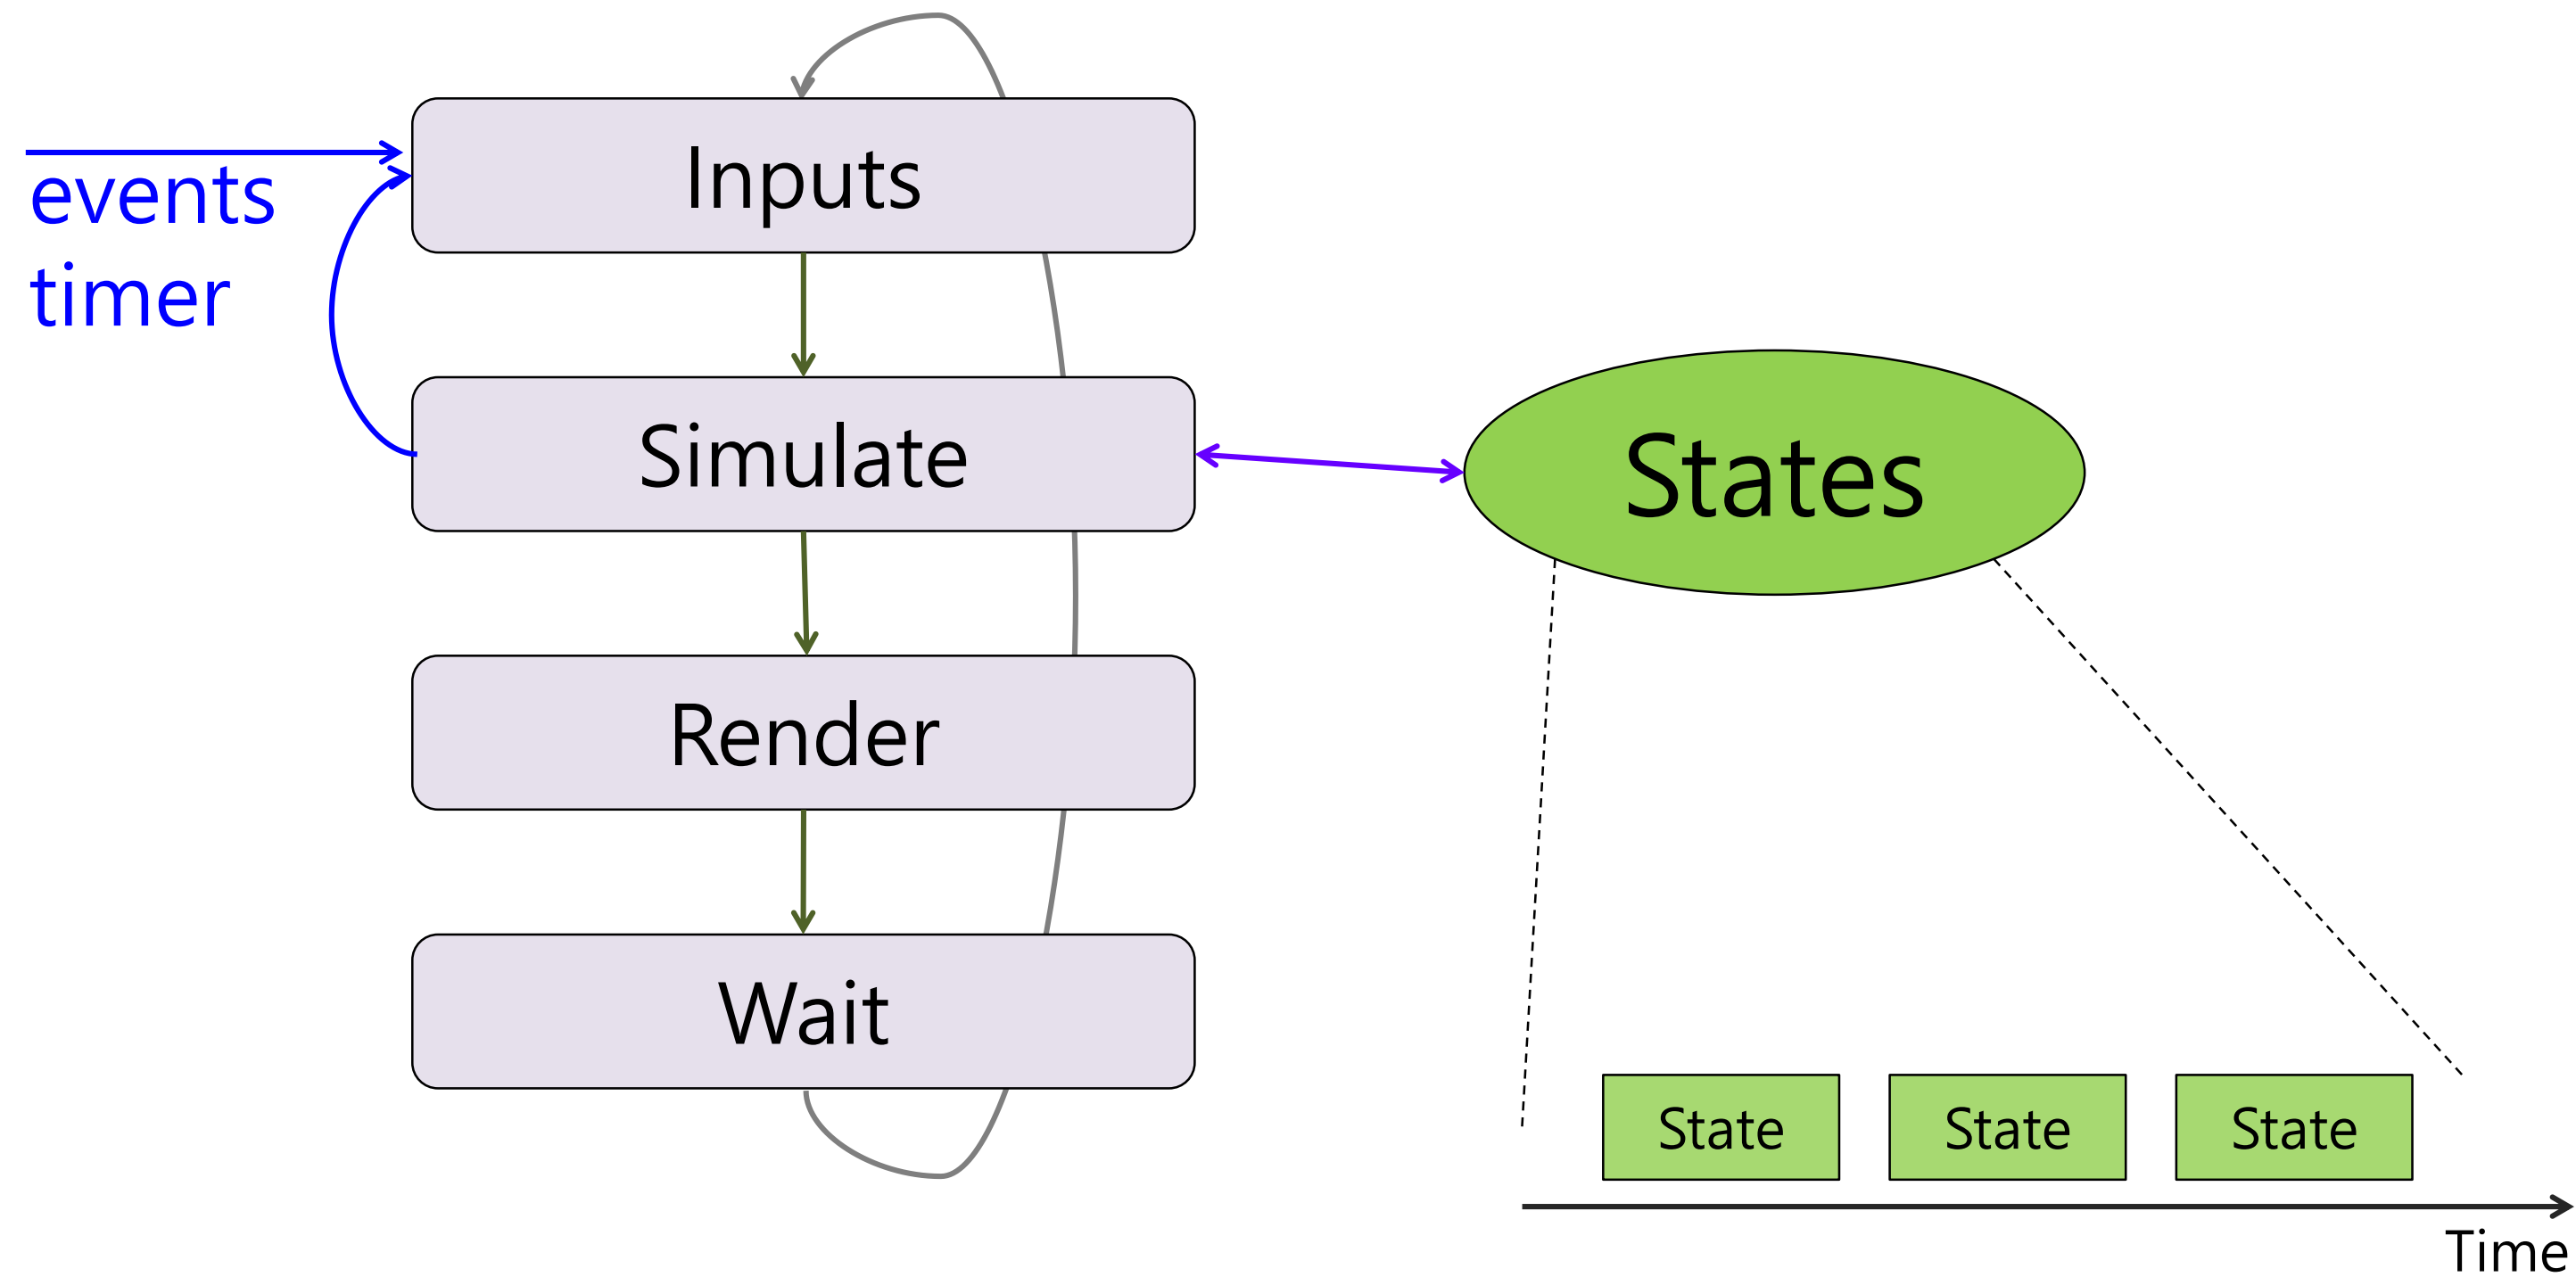 Inputs
events
timer
Simulate
States
Render
Wait
State
State
State
Time